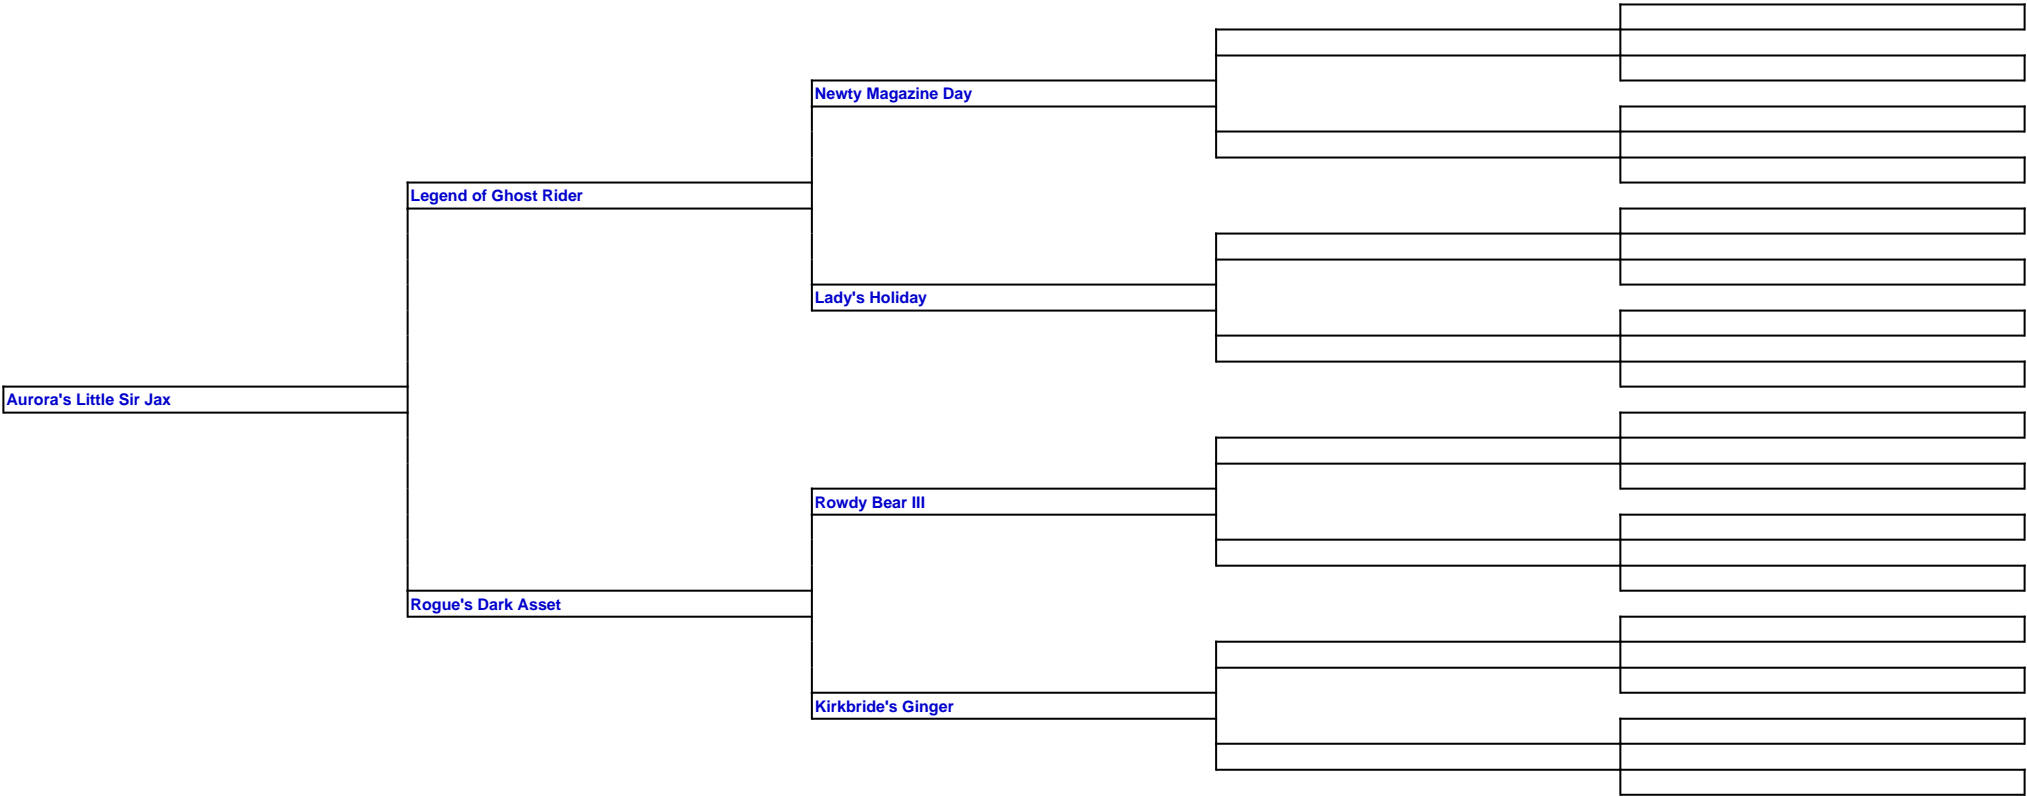 Newty Magazine Day
Legend of Ghost Rider
Lady's Holiday
Aurora's Little Sir Jax
Rowdy Bear III
Rogue's Dark Asset
Kirkbride's Ginger